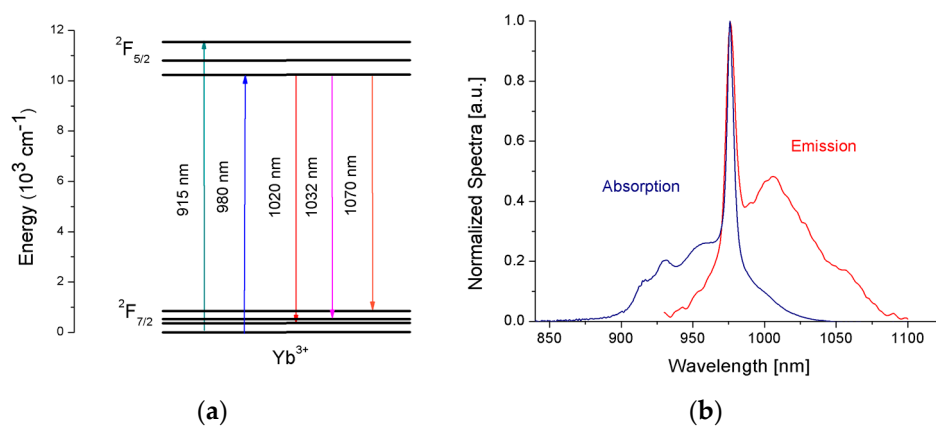 12
10
8
6
4
2
0
Energy (10³ cm⁻¹)
²F₅/₂
915 nm
980 nm
1020 nm
1032 nm
1070 nm
²F₇/₂
Yb³⁺
(a)
1.0
0.8
0.6
0.4
0.2
0.0
Normalized Spectra [a.u.]
Absorption
Emission
850 900 950 1000 1050 1100
Wavelength [nm]
(b)